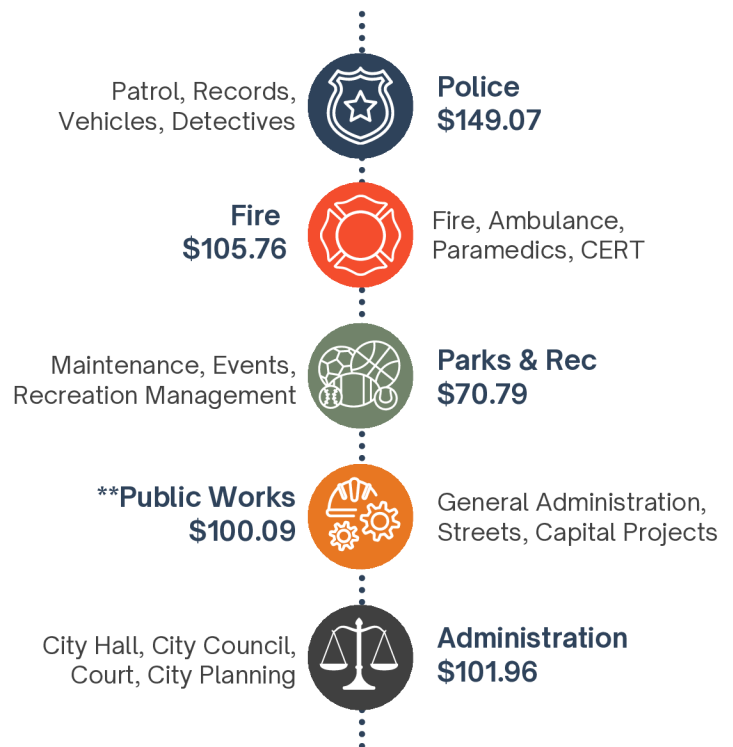 Patrol, Records,
Vehicles, Detectives
Police
$149.07
Fire
$105.76
Fire, Ambulance,
Paramedics, CERT
Maintenance, Events,
Recreation Management
Parks & Rec
$70.79
**Public Works
$100.09
General Administration,
Streets, Capital Projects
City Hall, City Council,
Court, City Planning
Administration
$101.96